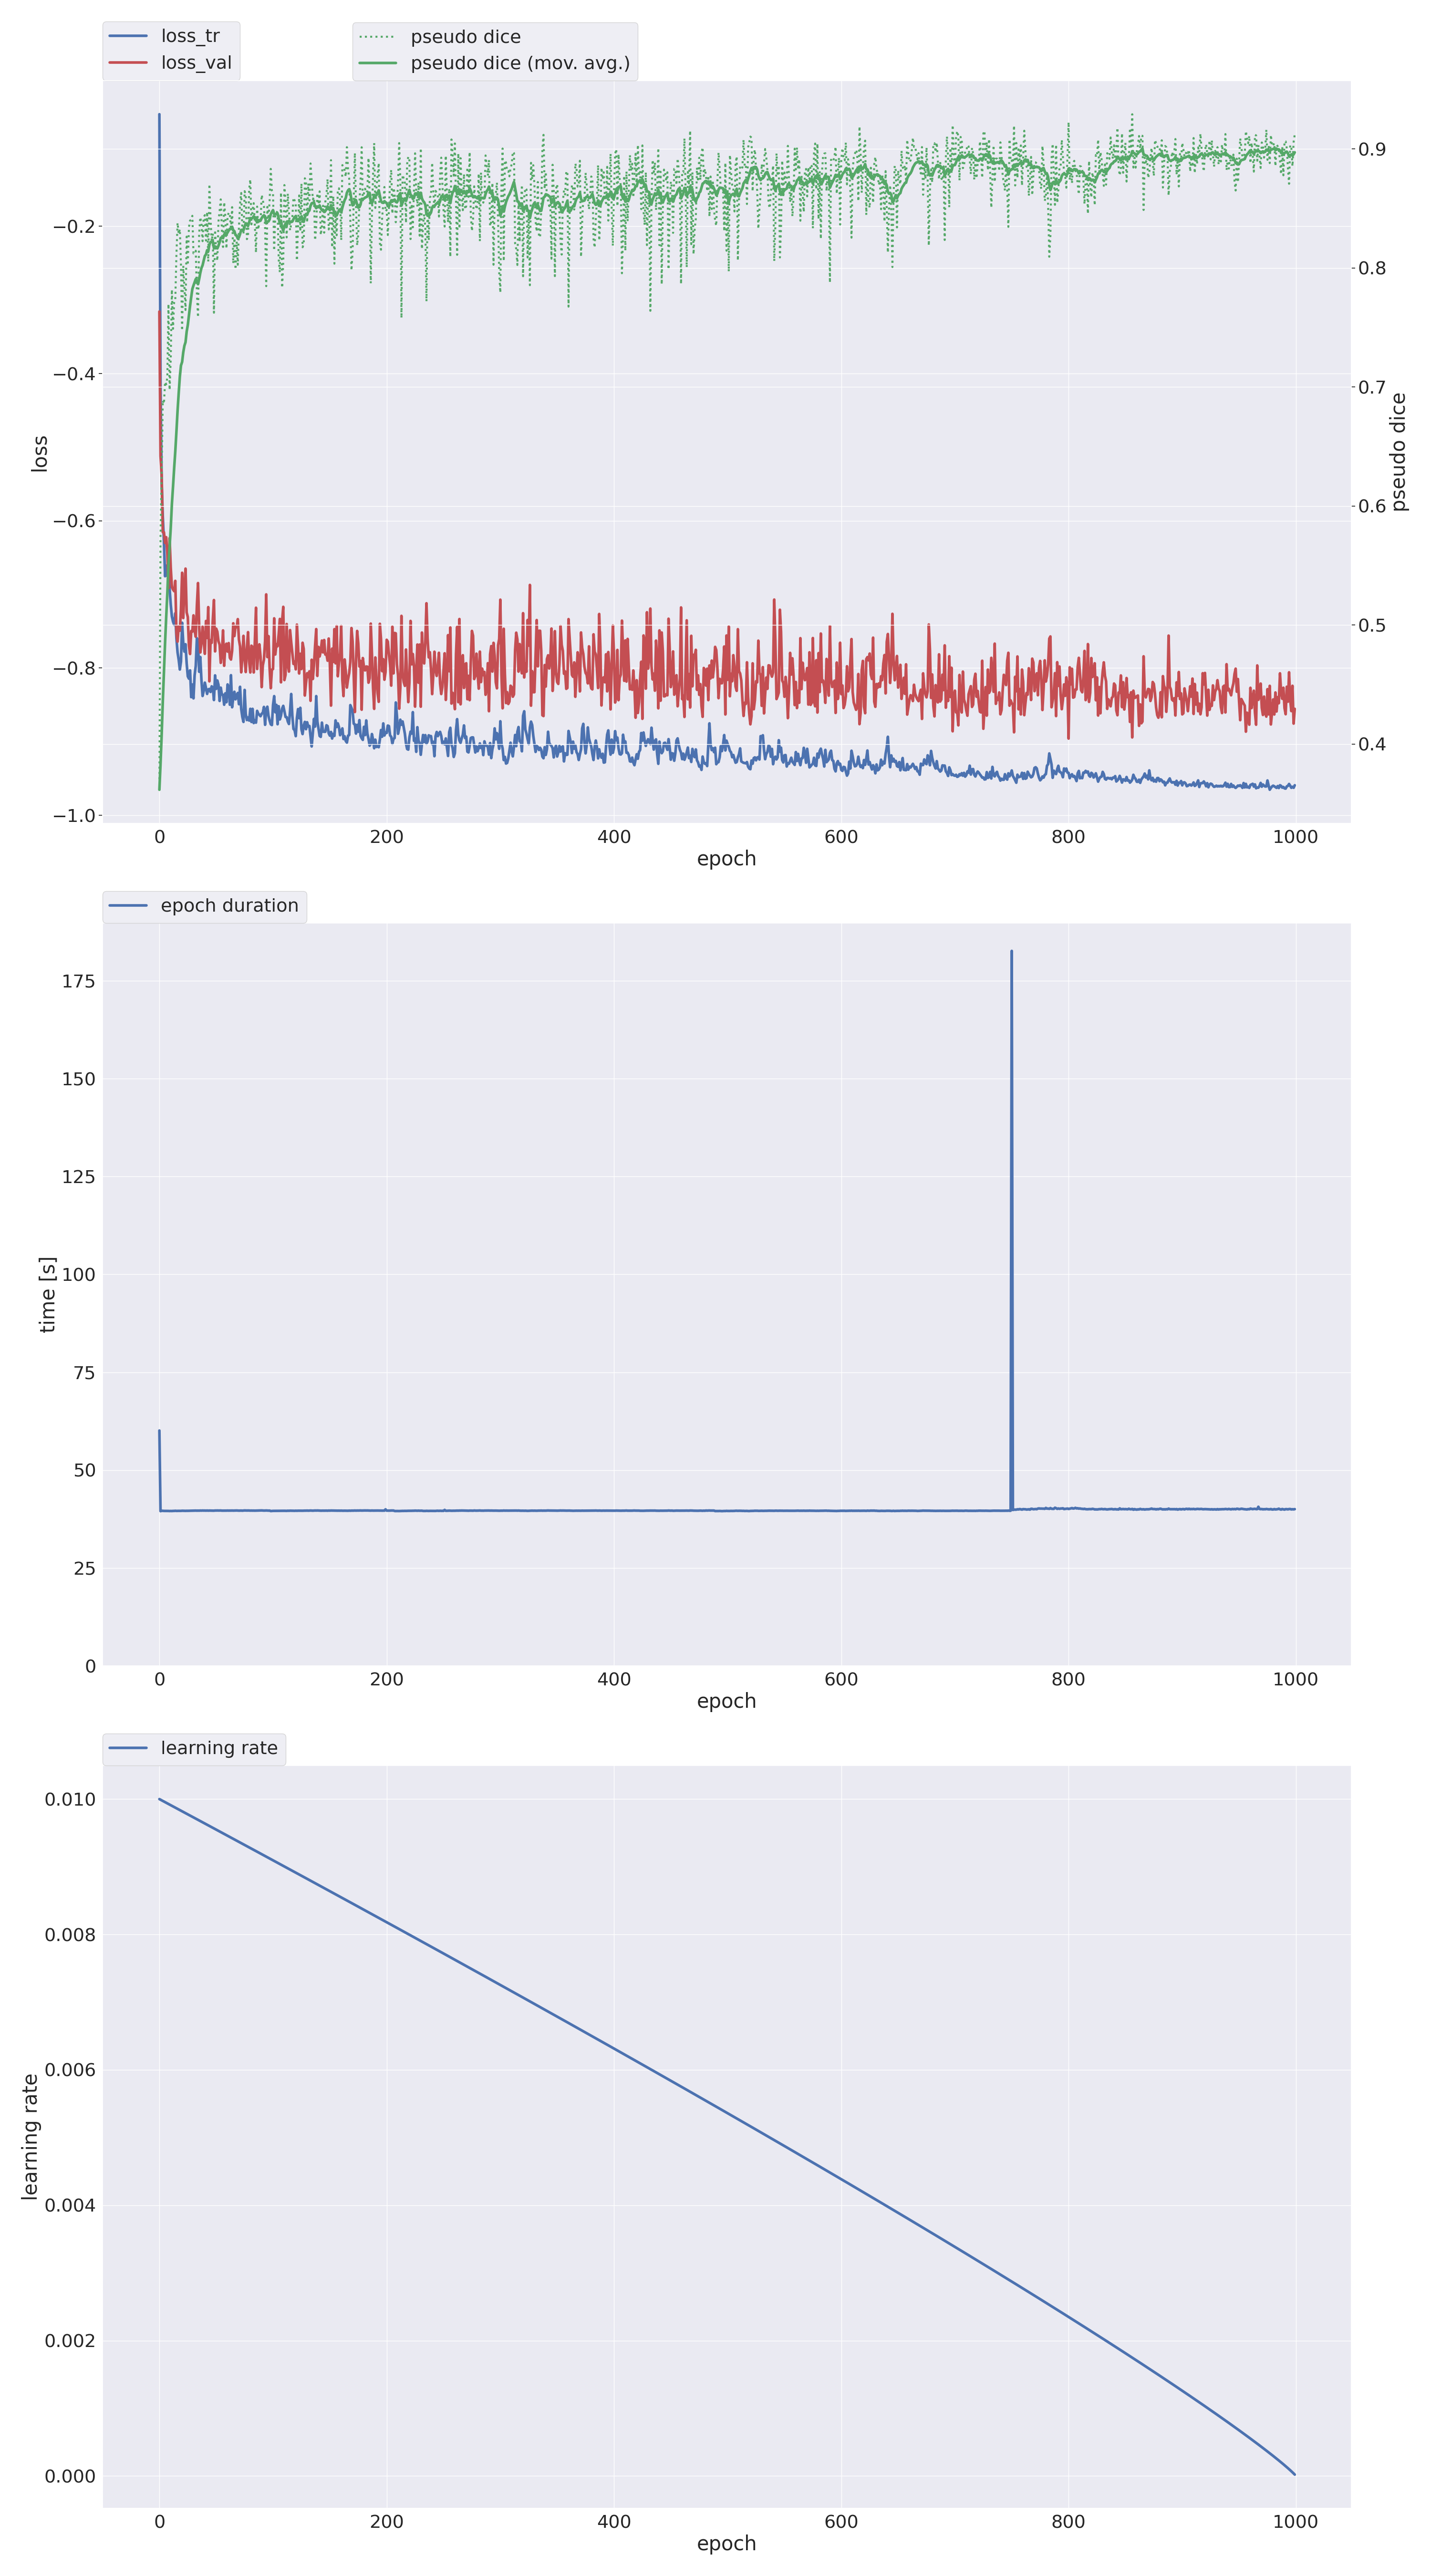 loss_tr
loss_val
pseudo dice
pseudo dice (mov. avg.)
−0.2
−0.4
−0.6
−0.8
−1.0
loss
0.9
0.8
0.7
0.6
0.5
0.4
pseudo dice
0 200 400 600 800 1000
epoch
epoch duration
175
150
125
100
75
50
25
0
time [s]
0 200 400 600 800 1000
epoch
learning rate
0.010
0.008
0.006
0.004
0.002
0.000
learning rate
0 200 400 600 800 1000
epoch